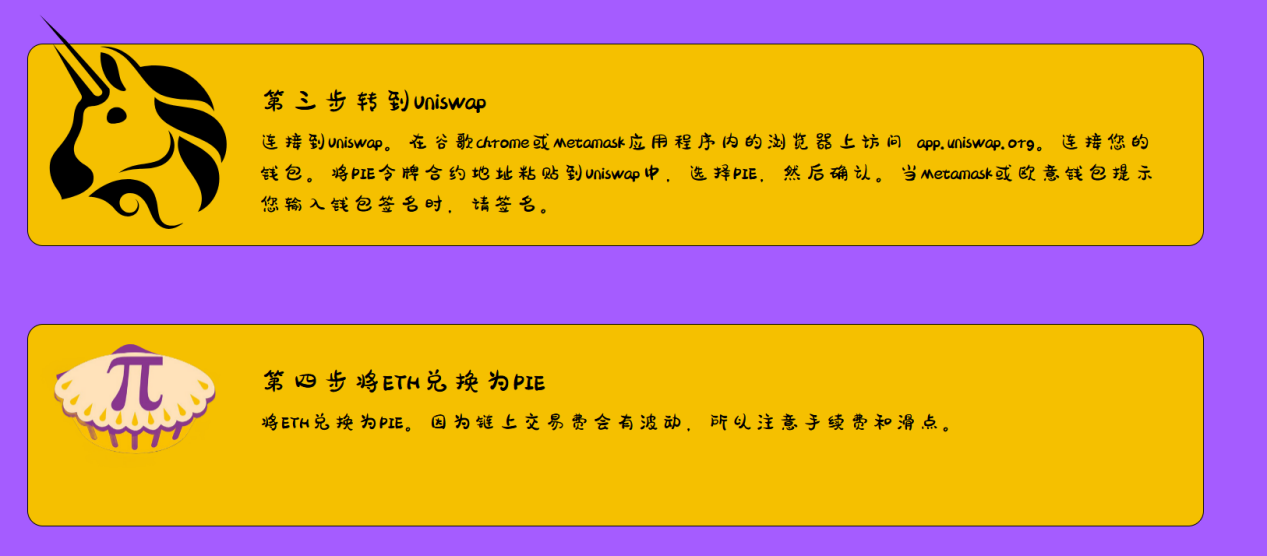 第三步转到uniswap
连接到uniswap。在谷歌chrome或Metamask应用程序内的浏览器上访问 app.uniswap.org。连接您的
钱包。将PIE令牌合约地址粘贴到uniswap中，选择PIE，然后确认。当Metamask或欧意钱包提示
您输入钱包签名时，请签名。
π
第四步将ETH兑换为PIE
将ETH兑换为PIE。因为链上交易费会有波动，所以注意手续费和滑点。